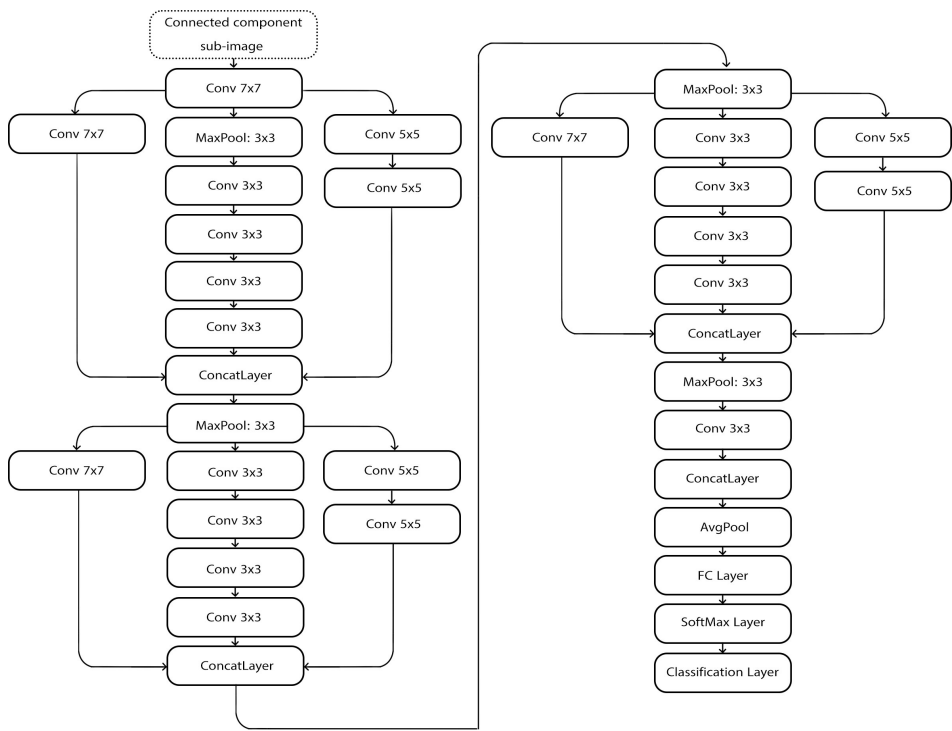 Connected component
sub-image
Conv 7x7
Conv 7x7
MaxPool: 3x3
Conv 5x5
Conv 3x3
Conv 5x5
Conv 3x3
Conv 3x3
Conv 3x3
ConcatLayer
MaxPool: 3x3
Conv 7x7
Conv 3x3
Conv 5x5
Conv 3x3
Conv 5x5
Conv 3x3
Conv 3x3
ConcatLayer
MaxPool: 3x3
Conv 7x7
Conv 3x3
Conv 5x5
Conv 3x3
Conv 5x5
Conv 3x3
Conv 3x3
ConcatLayer
MaxPool: 3x3
Conv 3x3
ConcatLayer
AvgPool
FC Layer
SoftMax Layer
Classification Layer